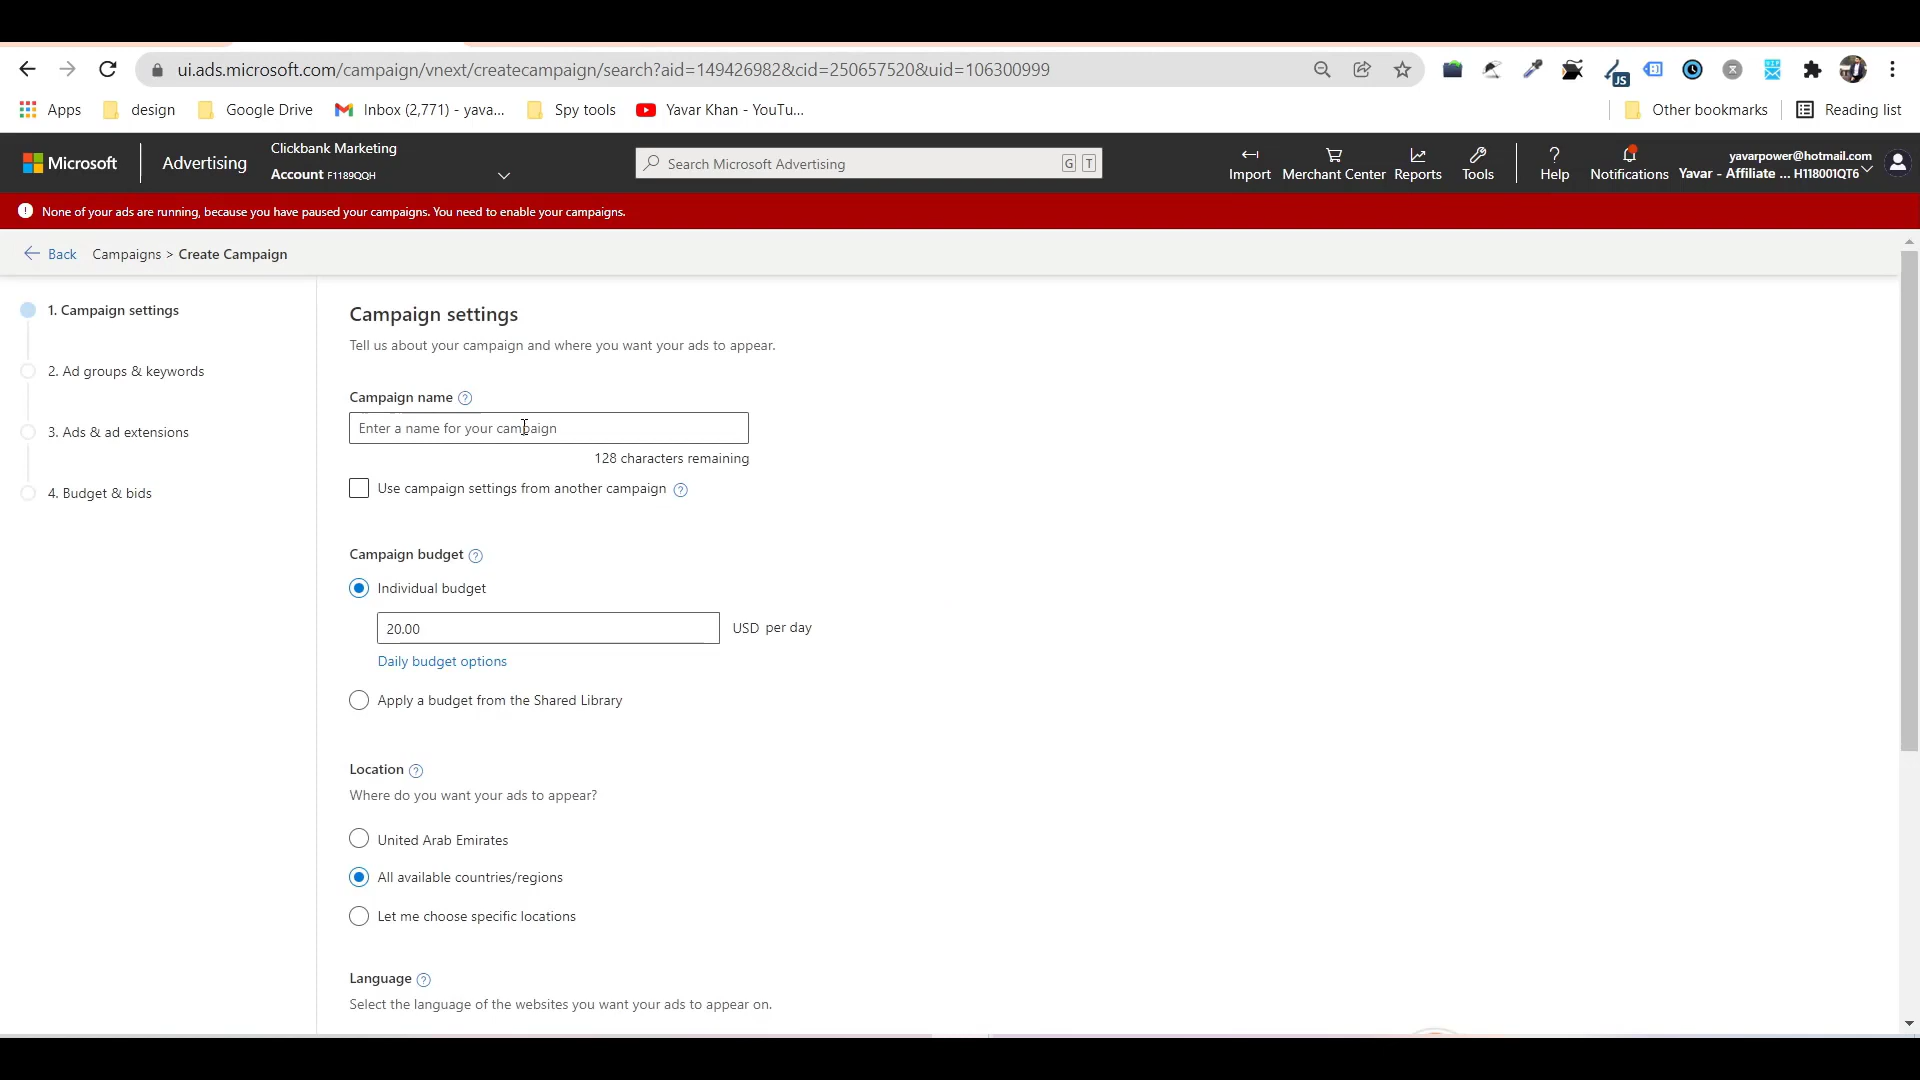 ui.ads.microsoft.com/campaign/vnext/createcampaign/search?aid=149426982&cid=250657520&uid=106300999
JS
VIP
Apps design Google Drive Inbox (2,771) - yava... Spy tools Yavar Khan - YouTu... Other bookmarks Reading list
Microsoft Advertising
Clickbank Marketing
Account F1189QQH
Search Microsoft Advertising G T
Import Merchant Center Reports Tools Help Notifications
yavarpower@hotmail.com
Yavar - Affiliate ... H118001QT6
None of your ads are running, because you have paused your campaigns. You need to enable your campaigns.
Back Campaigns > Create Campaign
1. Campaign settings
2. Ad groups & keywords
3. Ads & ad extensions
4. Budget & bids
Campaign settings
Tell us about your campaign and where you want your ads to appear.
Campaign name ?
Enter a name for your campaign
128 characters remaining
Use campaign settings from another campaign ?
Campaign budget ?
Individual budget
20.00 USD per day
Daily budget options
Apply a budget from the Shared Library
Location ?
Where do you want your ads to appear?
United Arab Emirates
All available countries/regions
Let me choose specific locations
Language ?
Select the language of the websites you want your ads to appear on.